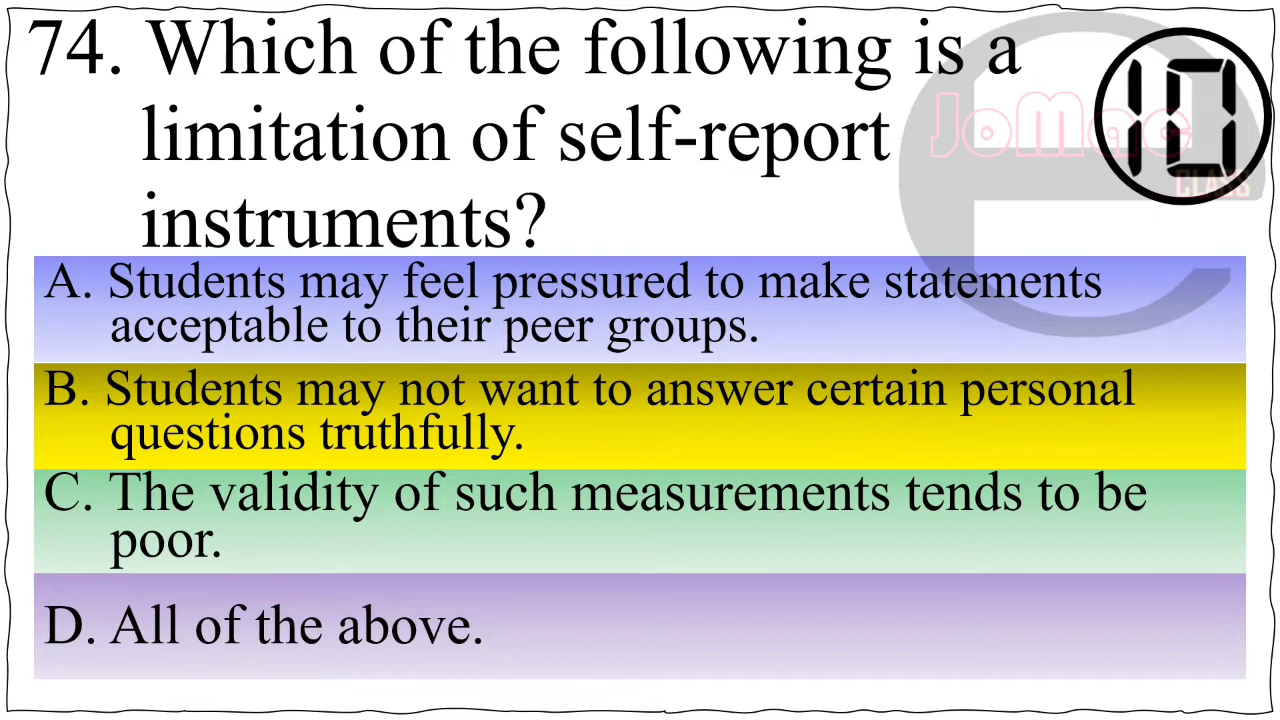 74. Which of the following is a
limitation of self-report
instruments?
10
JoMac
CLASS
A. Students may feel pressured to make statements
acceptable to their peer groups.
B. Students may not want to answer certain personal
questions truthfully.
C. The validity of such measurements tends to be
poor.
D. All of the above.